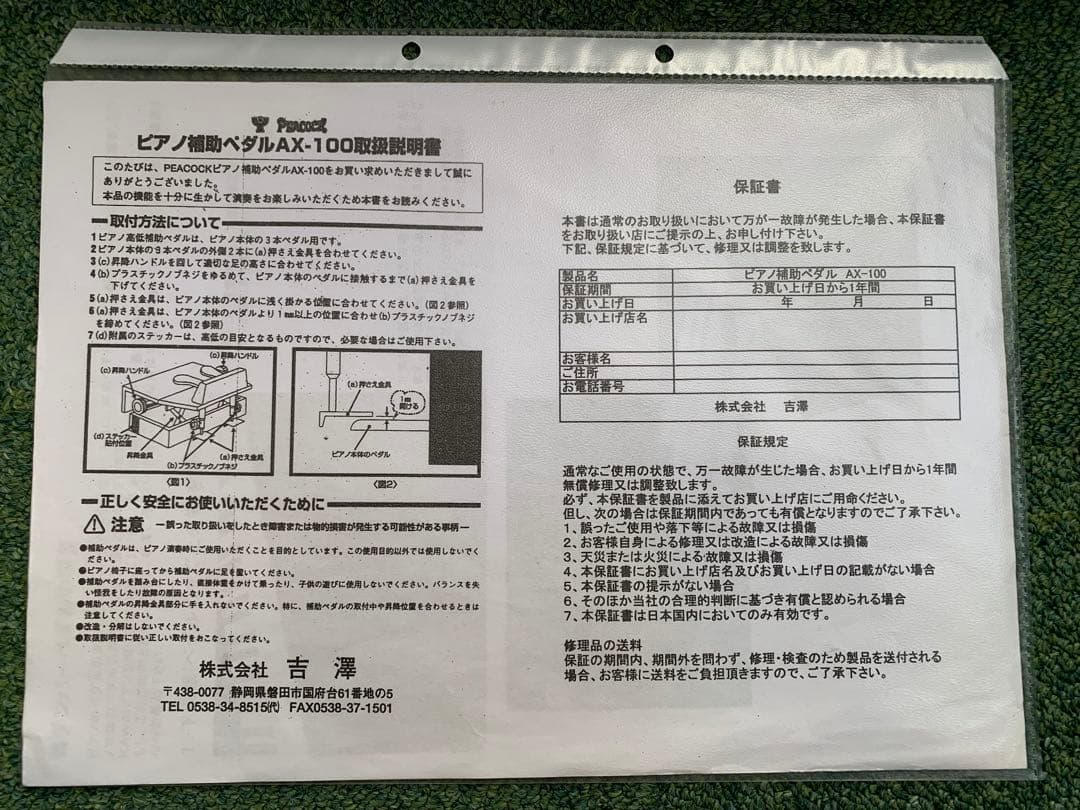 PEACOCK
ピアノ補助ペダルAX-100取扱説明書
このたびは、PEACOCKピアノ補助ペダルAX-100をお買い求めいただきまして誠に
ありがとうございました。
本品の機能を十分に生かして演奏をお楽しみいただくため本書をお読みください。
取付方法について
1ピアノ高低補助ペダルは、ピアノ本体の3本ペダル用です。
2ピアノ本体の3本ペダルの外側2本に(a)押さえ金具を合わせてください。
3(c)昇降ハンドルを回して適切な足の高さに合わせてください。
4(b)プラスチックノブネジをゆるめて、ピアノ本体のペダルに接触するまで(a)押さえ金具を
下げてください。
5(a)押さえ金具は、ピアノ本体のペダルに浅く掛かる位置に合わせてください。(図2参照)
6(a)押さえ金具は、ピアノ本体のペダルより1mm以上の位置に合わせ(b)プラスチックノブネジ
を締めてください。(図2参照)
7(d)附属のステッカーは、高低の目安となるものですので、必要な場合はご使用下さい。
(c)昇降ハンドル
(c)昇降ハンドル
(d)ステッカー
貼付位置
昇降金具
(a)押さえ金具
(b)プラスチックノブネジ
〈図1〉
(a)押さえ金具
1mm
開ける
ピアノ本体のペダル
〈図2〉
正しく安全にお使いいただくために
注意 ー誤った取り扱いをしたとき障害または物的損害が発生する可能性がある事柄ー
●補助ペダルは、ピアノ演奏時にご使用いただくことを目的としています。この使用目的以外では使用しないでく
ださい。
●ピアノ椅子に座ってから補助ペダルに足を置いてください。
●補助ペダルを踏み台にしたり、直接体重をかけて乗ったり、子供の遊びに使用しないでください。バランスを失
い怪我をしたり故障の原因となります。
●補助ペダルの昇降金具部分に手を入れないでください。特に、補助ペダルの取付中や昇降位置を合わせるときは
注意してください。
●改造・分解はしないでください。
●取扱説明書に従い正しい取付をおこなってください。
株式会社 吉澤
〒438-0077 静岡県磐田市国府台61番地の5
TEL 0538-34-8515㈹ FAX0538-37-1501
保証書
本書は通常のお取り扱いにおいて万が一故障が発生した場合、本保証書
をお取り扱い店にご提示の上、お申し付け下さい。
下記、保証規定に基づいて、修理又は調整を致します。
製品名 ピアノ補助ペダル AX-100
保証期間 お買い上げ日から1年間
お買い上げ日 年 月 日
お買い上げ店名
お客様名
ご住所
お電話番号
株式会社 吉澤
保証規定
通常なご使用の状態で、万一故障が生じた場合、お買い上げ日から1年間
無償修理又は調整致します。
必ず、本保証書を製品に添えてお買い上げ店にご用命ください。
但し、次の場合は保証期間内であっても有償となりますのでご了承下さい。
1、誤ったご使用や落下等による故障又は損傷
2、お客様自身による修理又は改造による故障又は損傷
3、天災または火災による故障又は損傷
4、本保証書にお買い上げ店名及びお買い上げ日の記載がない場合
5、本保証書の提示がない場合
6、そのほか当社の合理的判断に基づき有償と認められる場合
7、本保証書は日本国内においてのみ有効です。
修理品の送料
保証の期間内、期間外を問わず、修理・検査のため製品を送付される
場合、お客様に送料をご負担頂きますので、ご了承下さい。